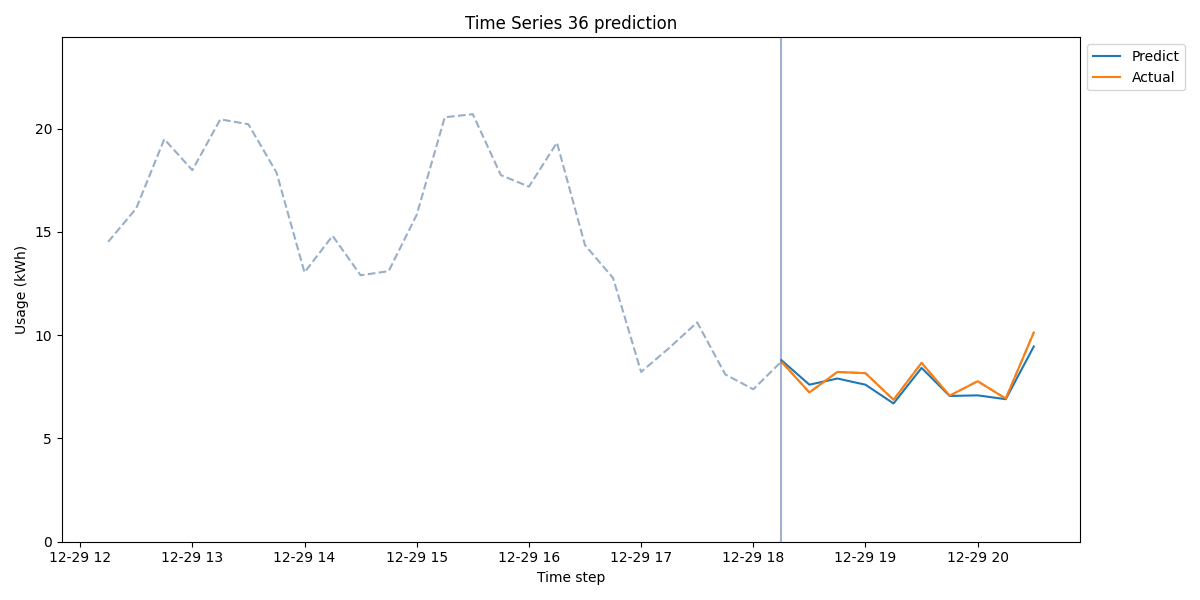 Time Series 36 prediction
Predict
Actual
Usage (kWh)
20
15
10
5
0
12-29 12
12-29 13
12-29 14
12-29 15
12-29 16
12-29 17
12-29 18
12-29 19
12-29 20
Time step